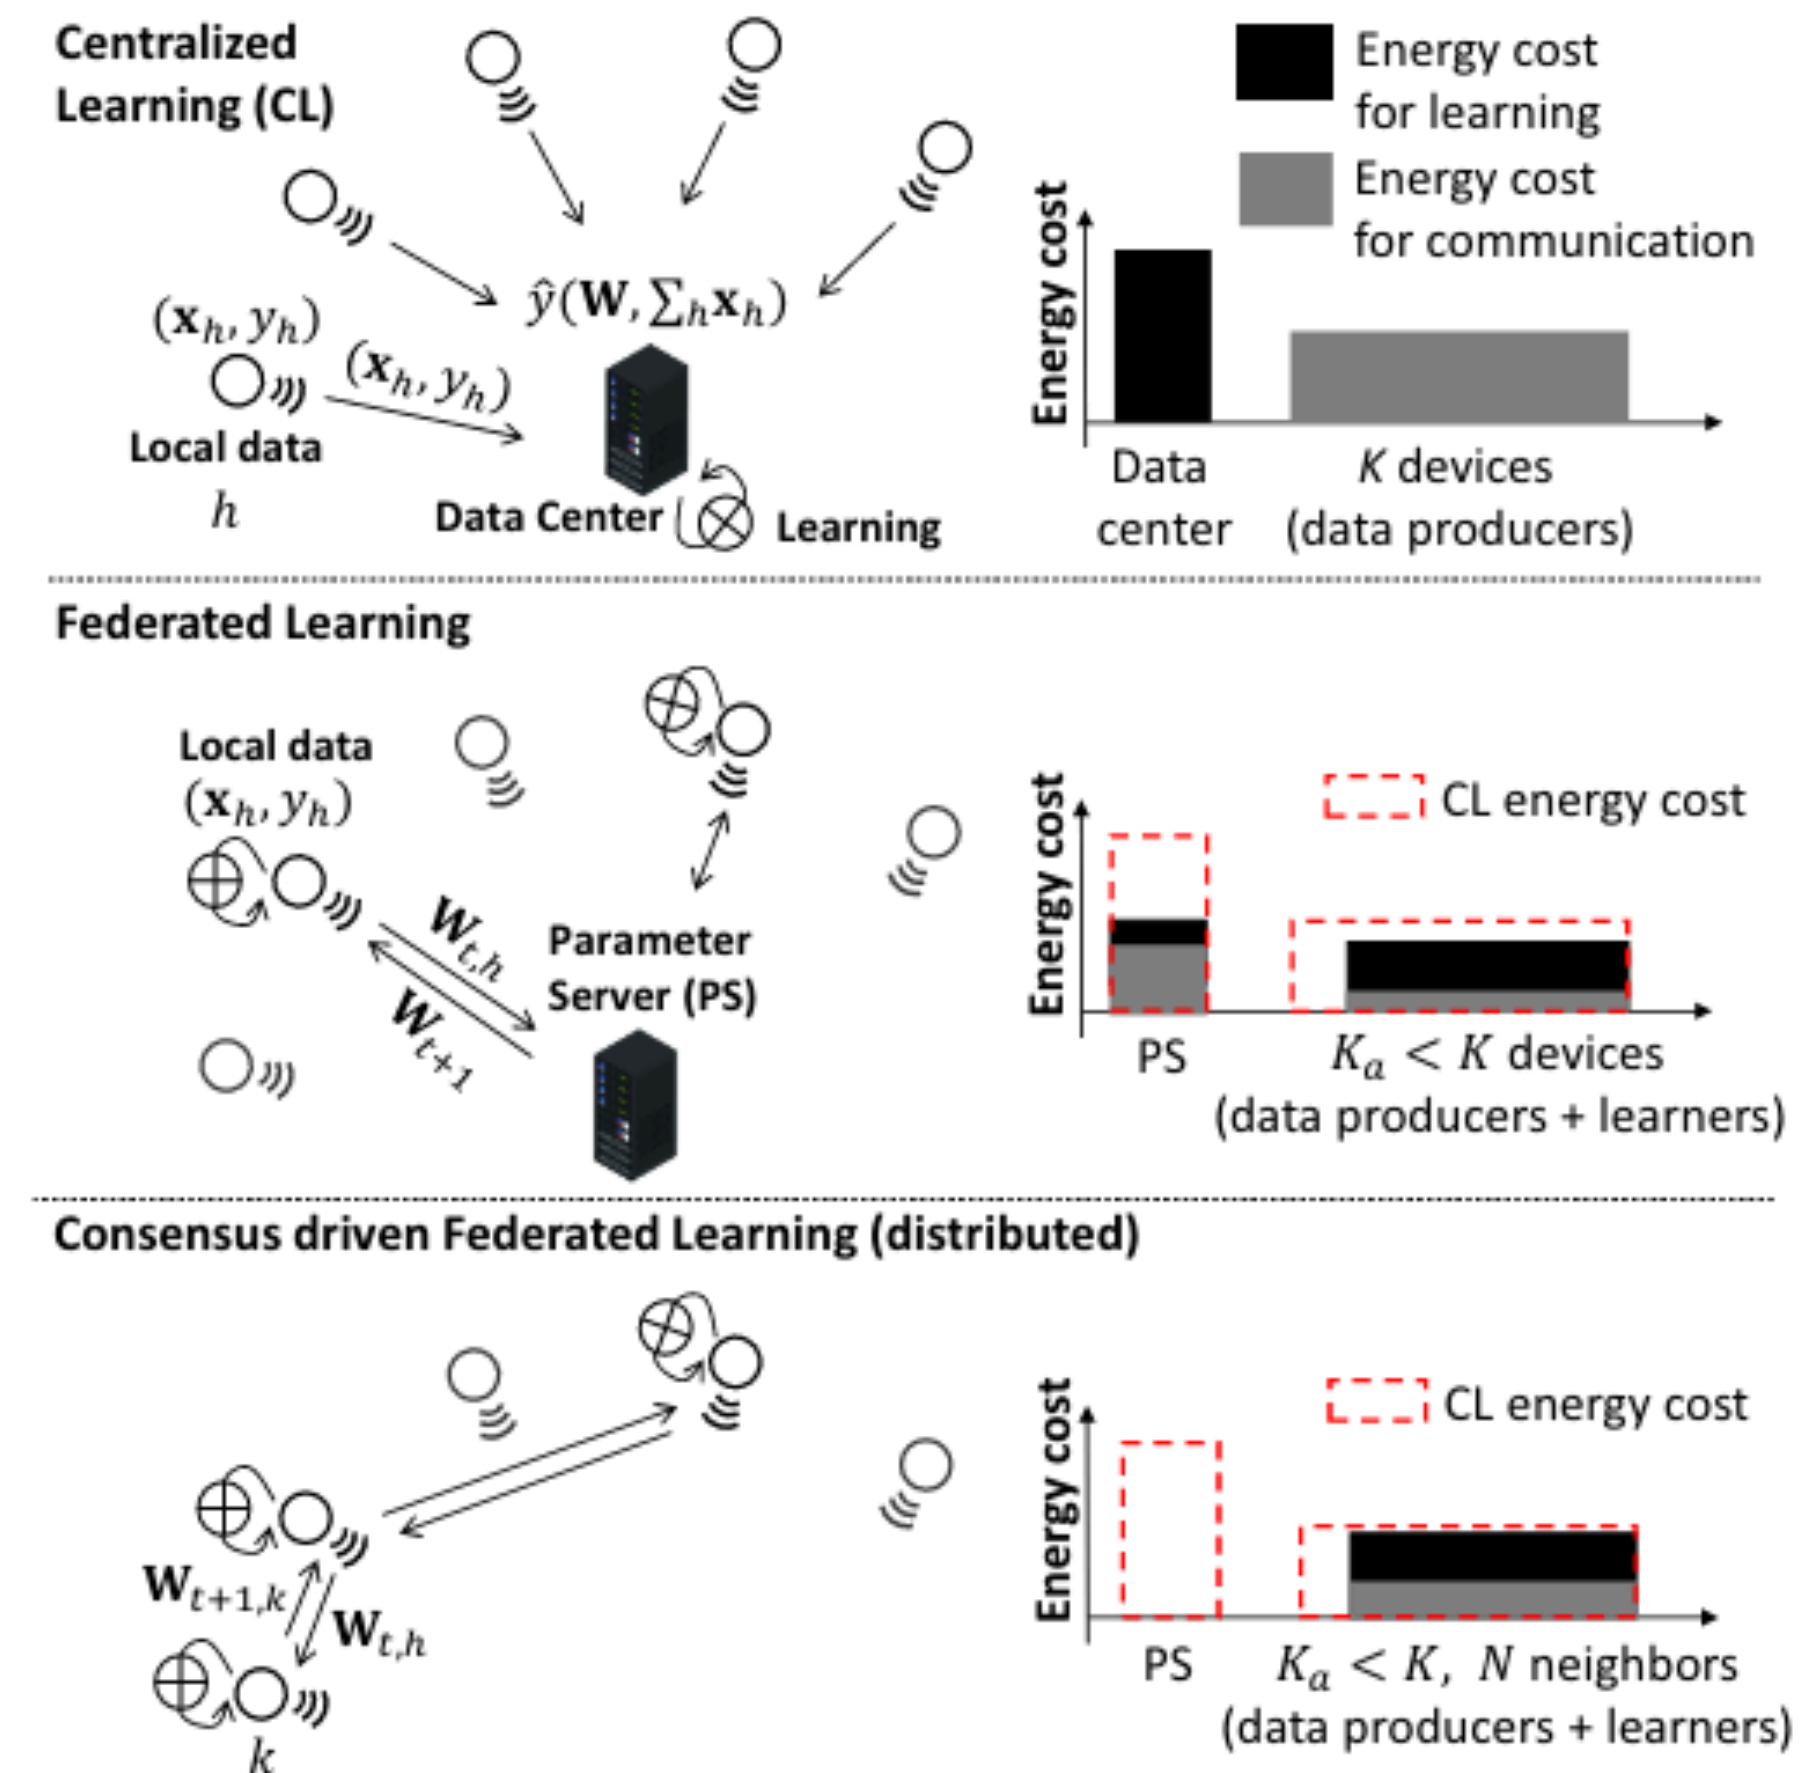 Centralized
Learning (CL)
(𝐱ₕ, yₕ)
(𝐱ₕ, yₕ)
Local data
h
ŷ(𝐖, ∑ₕ𝐱ₕ)
Data Center
Learning
Energy cost
for learning
Energy cost
for communication
Energy cost
Data
center
K devices
(data producers)
Federated Learning
Local data
(𝐱ₕ, yₕ)
𝑾ₜ,ₕ
𝑾ₜ₊₁
Parameter
Server (PS)
CL energy cost
Energy cost
PS
Kₐ < K devices
(data producers + learners)
Consensus driven Federated Learning (distributed)
𝐖ₜ₊₁,ₖ
𝐖ₜ,ₕ
k
CL energy cost
Energy cost
PS
Kₐ < K, N neighbors
(data producers + learners)